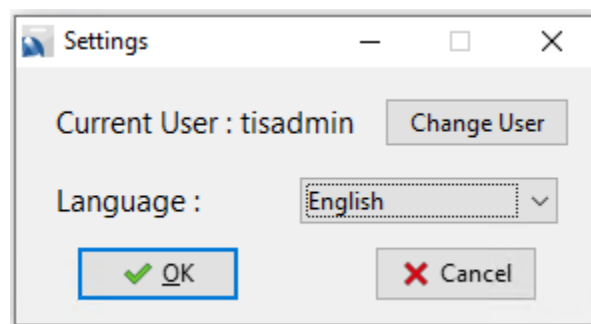 Settings
Current User : tisadmin Change User
Language : English
OK Cancel